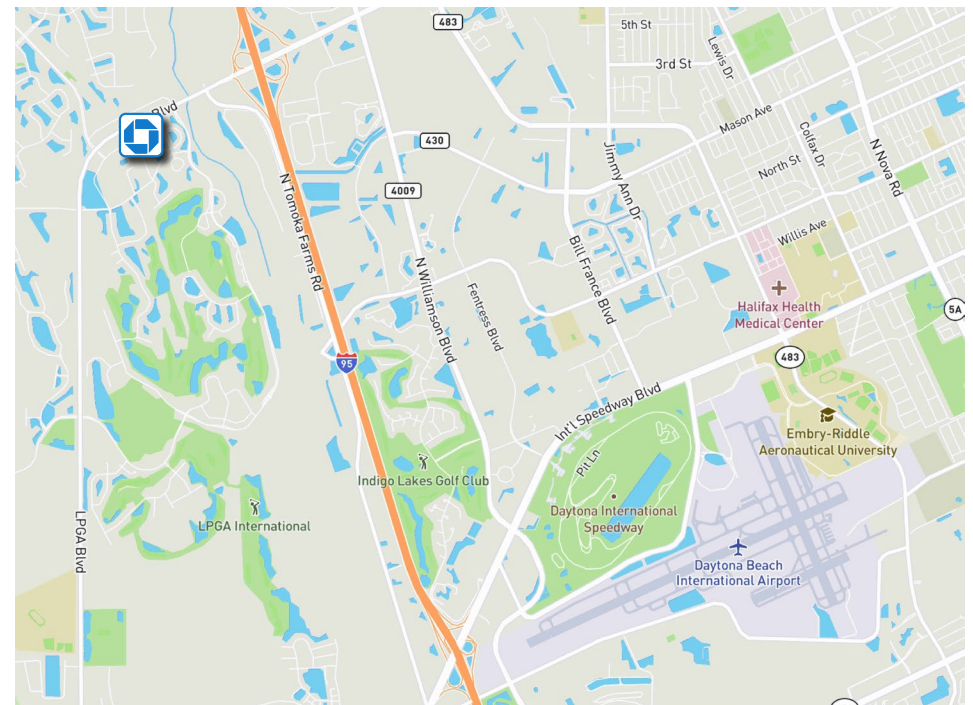 483
5th St
Lewis Dr
3rd St
Blvd
Mason Ave
430
Colfax Dr
N Nova Rd
Jimmy Ann Dr
North St
4009
N Tomoka Farms Rd
Willis Ave
Bill France Blvd
N Williamson Blvd
Fentress Blvd
Halifax Health
Medical Center
5A
95
483
Int'l Speedway Blvd
Embry-Riddle
Aeronautical University
Pit Ln
Indigo Lakes Golf Club
LPGA International
Daytona International
Speedway
LPGA Blvd
Daytona Beach
International Airport